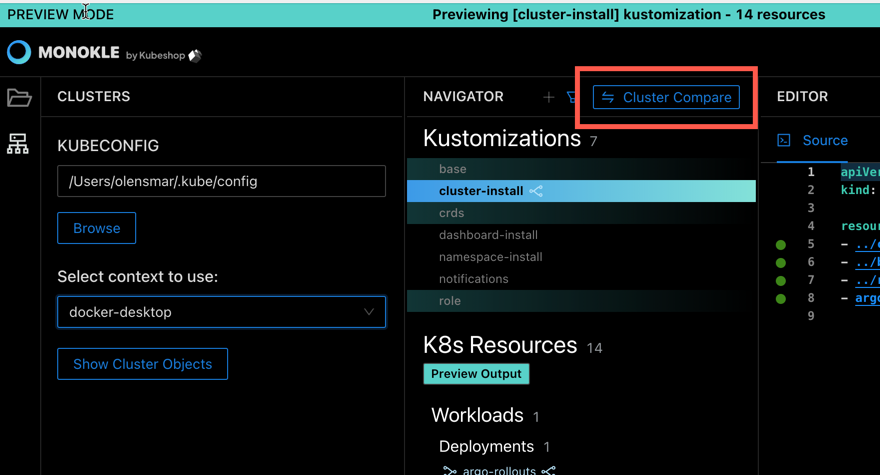 PREVIEW MODE
Previewing [cluster-install] kustomization - 14 resources
MONOKLE by Kubeshop
CLUSTERS
KUBECONFIG
/Users/olensmar/.kube/config
Browse
Select context to use:
docker-desktop
Show Cluster Objects
NAVIGATOR
Cluster Compare
Kustomizations 7
base
cluster-install
crds
dashboard-install
namespace-install
notifications
role
K8s Resources 14
Preview Output
Workloads 1
Deployments 1
argo-rollouts
EDITOR
Source
1
2 kind:
3
4
5 -
6 -
7 -
8 -
9